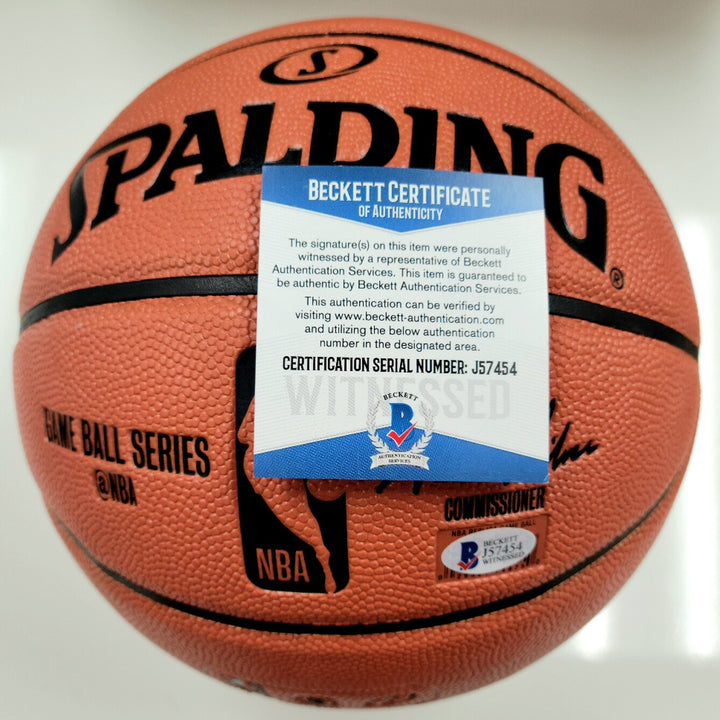 S
SPALDING®
BECKETT CERTIFICATE
OF AUTHENTICITY
The signature(s) on this item were personally
witnessed by a representative of Beckett
Authentication Services. This item is guaranteed to
be authentic by Beckett Authentication Services.
This authentication can be verified by
visiting www.beckett-authentication.com
and utilizing the below authentication
number in the designated area.
CERTIFICATION SERIAL NUMBER: J57454
WITNESSED
BECKETT
B
AUTHENTICATION
SERVICES
GAME BALL SERIES
@NBA
NBA
COMMISSIONER
B
BECKETT
J57454
WITNESSED